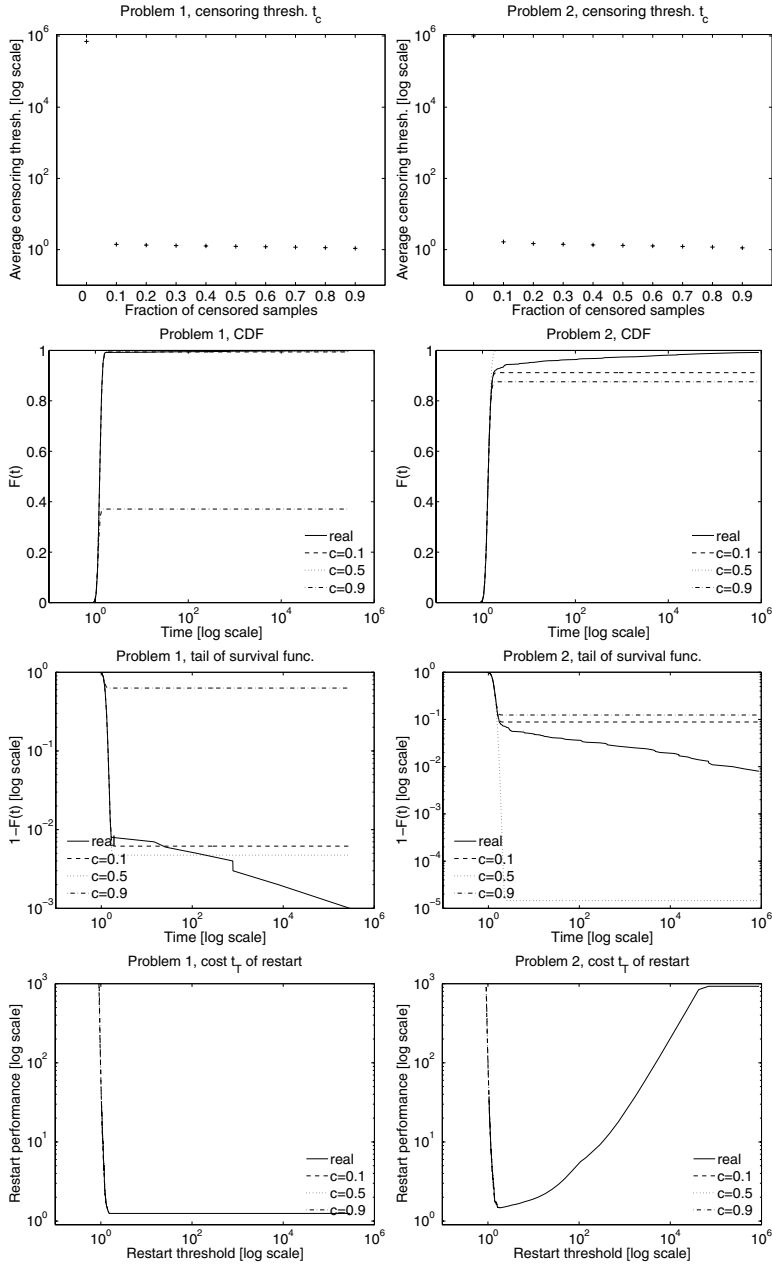 Problem 1, censoring thresh. t_c
Average censoring thresh. [log scale]
10^6
10^4
10^2
10^0
0 0.1 0.2 0.3 0.4 0.5 0.6 0.7 0.8 0.9
Fraction of censored samples
Problem 2, censoring thresh. t_c
Average censoring thresh. [log scale]
10^6
10^4
10^2
10^0
0 0.1 0.2 0.3 0.4 0.5 0.6 0.7 0.8 0.9
Fraction of censored samples
Problem 1, CDF
F(t)
1
0.8
0.6
0.4
0.2
0
real
c=0.1
c=0.5
c=0.9
10^0 10^2 10^4 10^6
Time [log scale]
Problem 2, CDF
F(t)
1
0.8
0.6
0.4
0.2
0
real
c=0.1
c=0.5
c=0.9
10^0 10^2 10^4 10^6
Time [log scale]
Problem 1, tail of survival func.
1−F(t) [log scale]
10^0
10^−1
10^−2
10^−3
real
c=0.1
c=0.5
c=0.9
10^0 10^2 10^4 10^6
Time [log scale]
Problem 2, tail of survival func.
1−F(t) [log scale]
10^0
10^−1
10^−2
10^−3
10^−4
10^−5
real
c=0.1
c=0.5
c=0.9
10^0 10^2 10^4 10^6
Time [log scale]
Problem 1, cost t_T of restart
Restart performance [log scale]
10^3
10^2
10^1
10^0
real
c=0.1
c=0.5
c=0.9
10^0 10^2 10^4 10^6
Restart threshold [log scale]
Problem 2, cost t_T of restart
Restart performance [log scale]
10^3
10^2
10^1
10^0
real
c=0.1
c=0.5
c=0.9
10^0 10^2 10^4 10^6
Restart threshold [log scale]